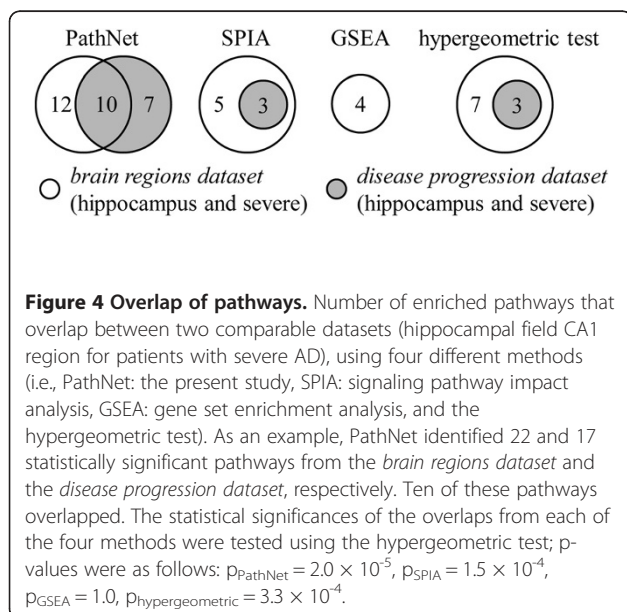 PathNet SPIA GSEA hypergeometric test
12 10 7 5 3 4 7 3
brain regions dataset disease progression dataset
(hippocampus and severe) (hippocampus and severe)
Figure 4 Overlap of pathways. Number of enriched pathways that
overlap between two comparable datasets (hippocampal field CA1
region for patients with severe AD), using four different methods
(i.e., PathNet: the present study, SPIA: signaling pathway impact
analysis, GSEA: gene set enrichment analysis, and the
hypergeometric test). As an example, PathNet identified 22 and 17
statistically significant pathways from the brain regions dataset and
the disease progression dataset, respectively. Ten of these pathways
overlapped. The statistical significances of the overlaps from each of
the four methods were tested using the hypergeometric test; p-
values were as follows: pPathNet = 2.0 × 10-5, pSPIA = 1.5 × 10-4,
pGSEA = 1.0, phypergeometric = 3.3 × 10-4.